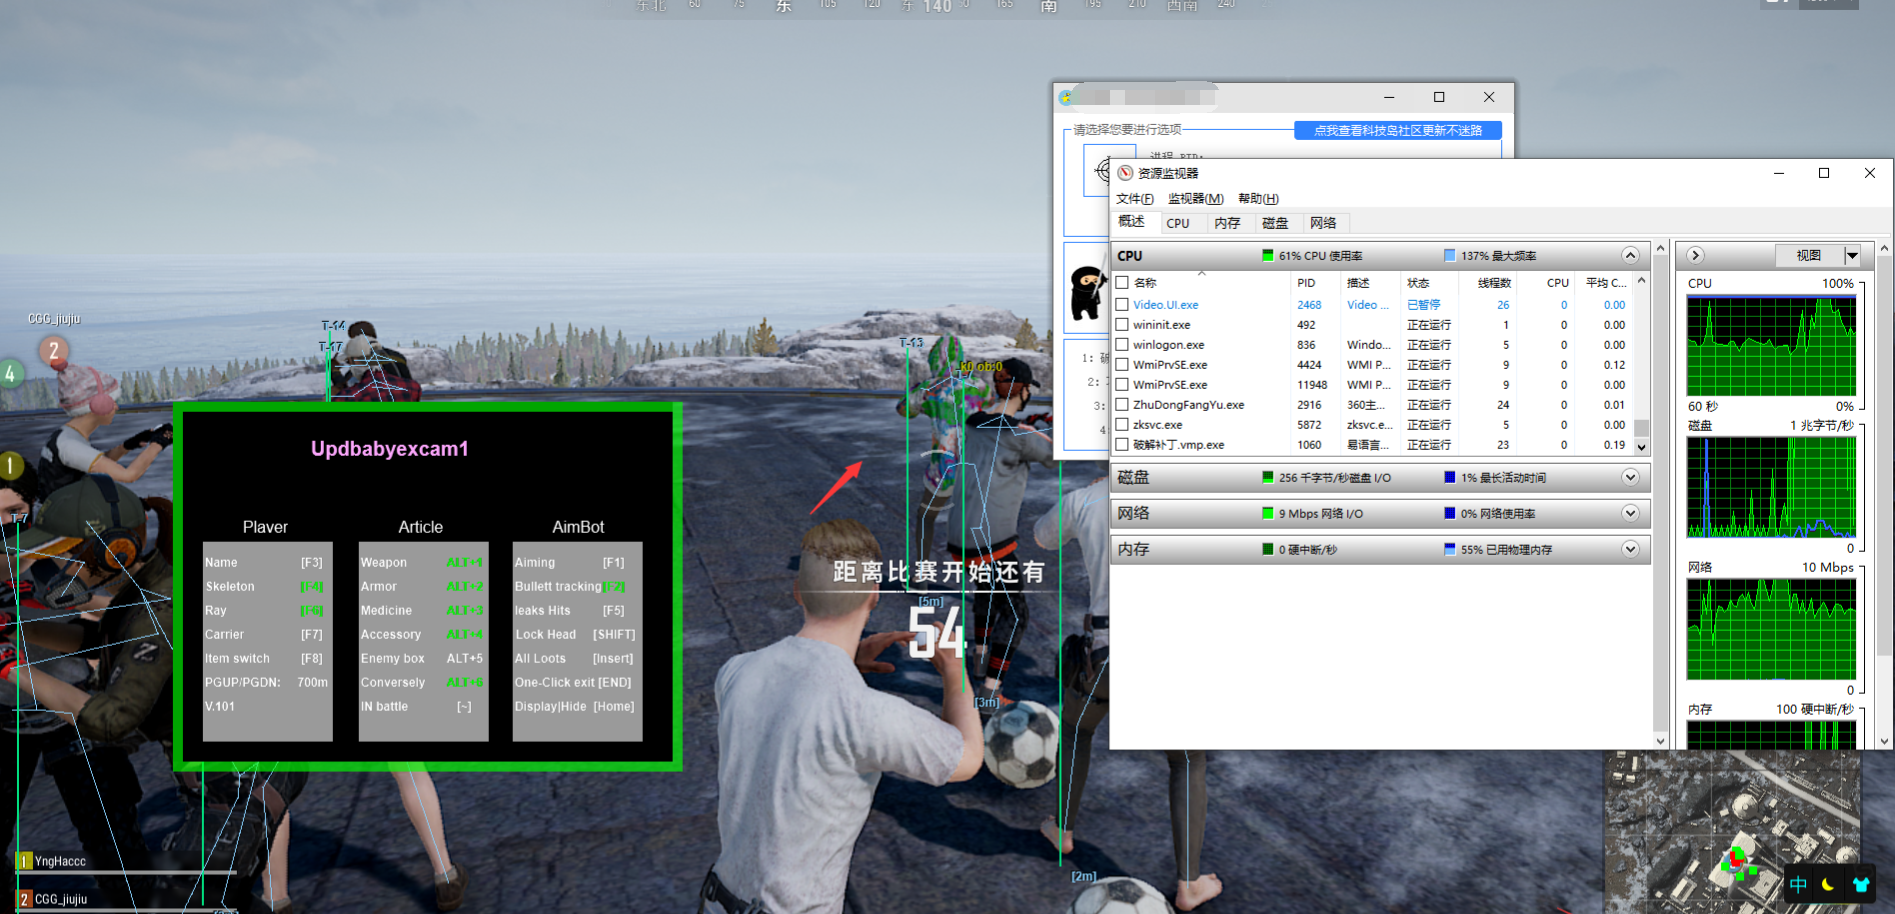 东北 60 75 东 105 120 东 140 50 165 南 195 210 西南 240
请选择您要进行选项
点我查看科技岛社区更新不迷路
进程 PID:
1: 破
2:
3:
4:
资源监视器
文件(F) 监视器(M) 帮助(H)
概述 CPU 内存 磁盘 网络
CPU 61% CPU 使用率 137% 最大频率
名称 PID 描述 状态 线程数 CPU 平均 C...
Video.UI.exe 2468 Video ... 已暂停 26 0 0.00
wininit.exe 492 正在运行 1 0 0.00
winlogon.exe 836 Windo... 正在运行 5 0 0.00
WmiPrvSE.exe 4424 WMI P... 正在运行 9 0 0.12
WmiPrvSE.exe 11948 WMI P... 正在运行 9 0 0.00
ZhuDongFangYu.exe 2916 360主... 正在运行 24 0 0.01
zksvc.exe 5872 zksvc.e... 正在运行 5 0 0.00
破解补丁.vmp.exe 1060 易语言... 正在运行 23 0 0.19
磁盘 256 千字节/秒磁盘 I/O 1% 最长活动时间
网络 9 Mbps 网络 I/O 0% 网络使用率
内存 0 硬中断/秒 55% 已用物理内存
视图
CPU 100%
60 秒 0%
磁盘 1 兆字节/秒
0
网络 10 Mbps
0
内存 100 硬中断/秒
CGG_jiujiu
2
4
1
T-14
T-17
T-13
T-7
kll ob:0
Updbabyexcam1
Plaver
Name [F3]
Skeleton [F4]
Ray [F6]
Carrier [F7]
Item switch [F8]
PGUP/PGDN: 700m
V.101
Article
Weapon ALT+1
Armor ALT+2
Medicine ALT+3
Accessory ALT+4
Enemy box ALT+5
Conversely ALT+6
IN battle [~]
AimBot
Aiming [F1]
Bullett tracking[F2]
leaks Hits [F5]
Lock Head [SHIFT]
All Loots [Insert]
One-Click exit [END]
Display|Hide [Home]
距离比赛开始还有
[5m]
54
[3m]
[2m]
1 YngHaccc
2 CGG_jiujiu
中